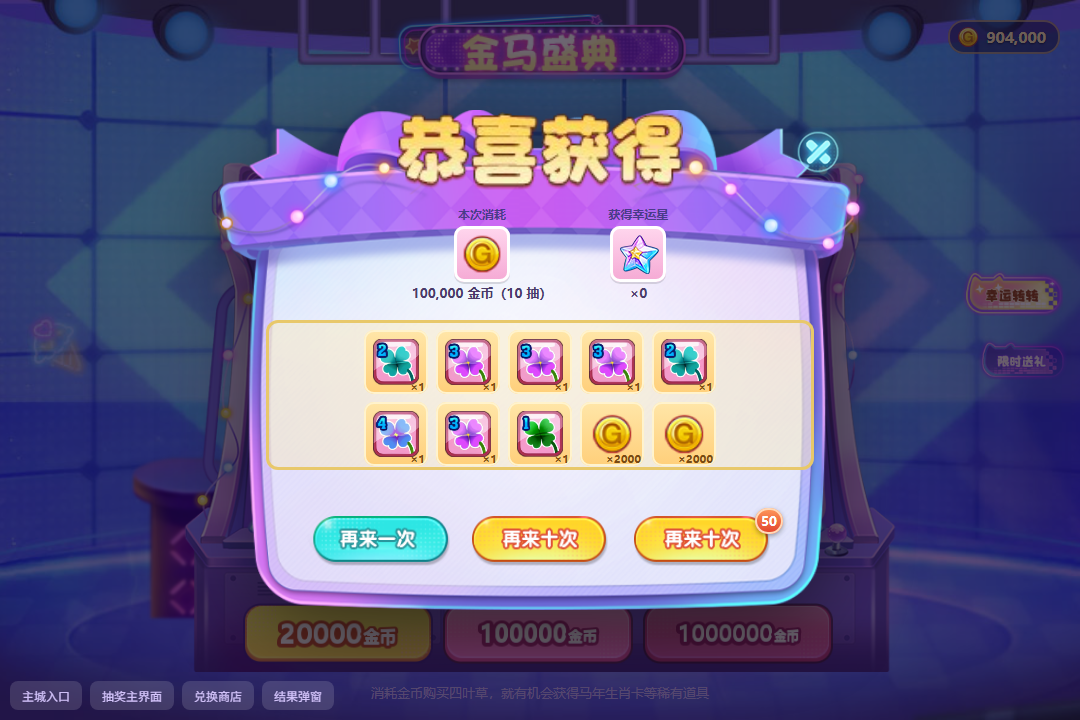 金马盛典
904,000
恭喜获得
本次消耗
获得幸运星
100,000 金币（10 抽）
×0
幸运转转
限时送礼
2 ×1
3 ×1
3 ×1
3 ×1
2 ×1
4 ×1
3 ×1
1 ×1
G ×2000
G ×2000
再来一次
再来十次
再来十次
50
20000金币
100000金币
1000000金币
主城入口
抽奖主界面
兑换商店
结果弹窗
消耗金币购买四叶草，就有机会获得马年生肖卡等稀有道具